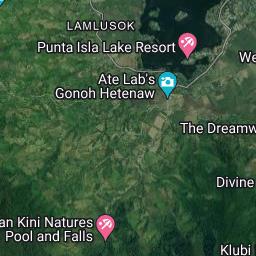 LAMLUSOK
Punta Isla Lake Resort
We
Ate Lab's
Gonoh Hetenaw
The Dreamw
Divine
an Kini Natures
Pool and Falls
Klubi